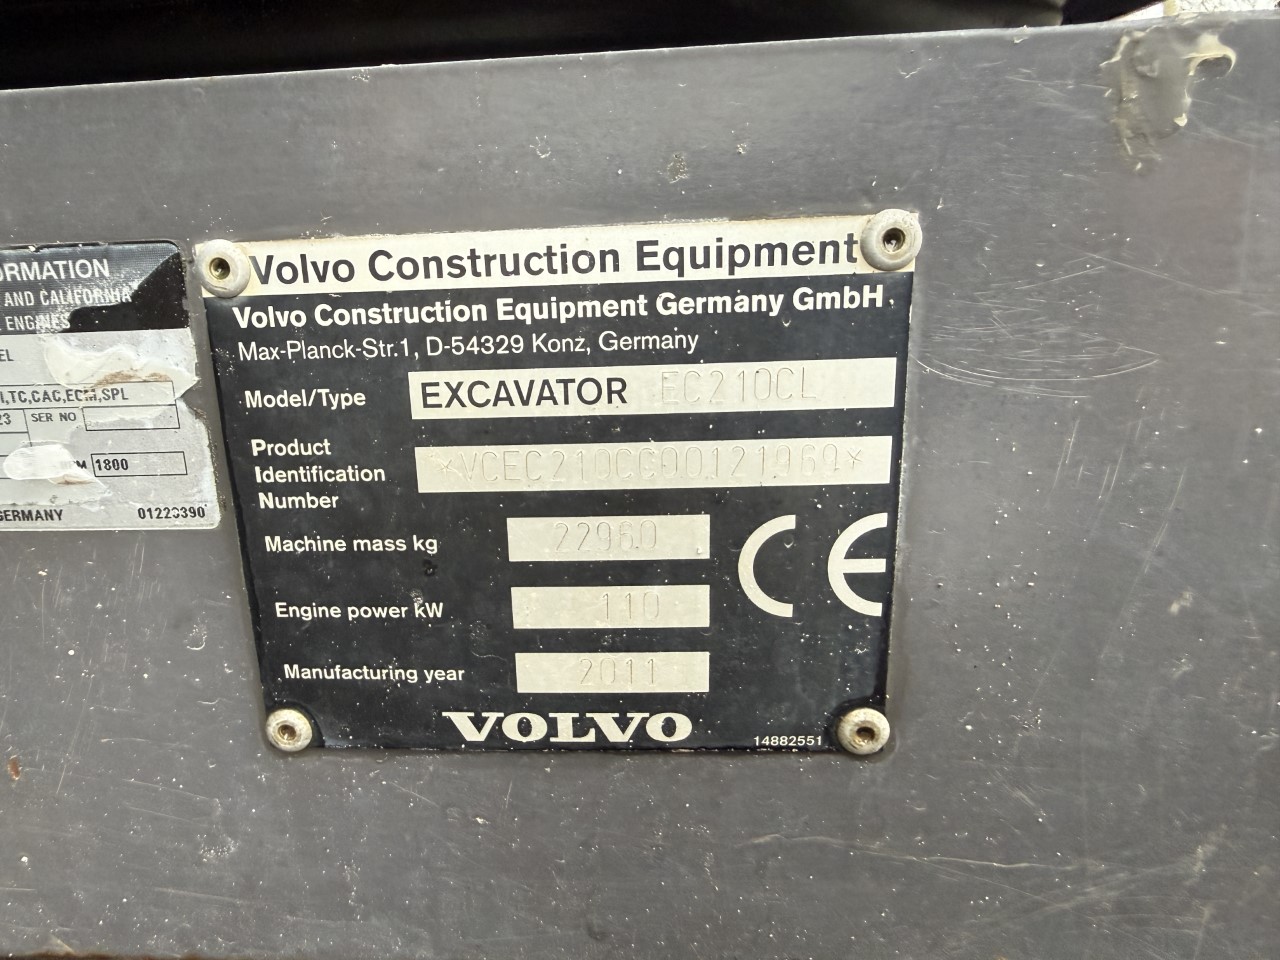 ORMATION
AND CALIFORNIA
ENGINES
EL
I,TC,CAC,ECM,SPL
23 SER NO
1800
GERMANY 01223390
Volvo Construction Equipment
Volvo Construction Equipment Germany GmbH
Max-Planck-Str.1, D-54329 Konz, Germany
Model/Type EXCAVATOR EC210CL
Product
Identification *VCEC210CC00121969*
Number
Machine mass kg 22960
Engine power kW 110
Manufacturing year 2011
CE
VOLVO
14882551